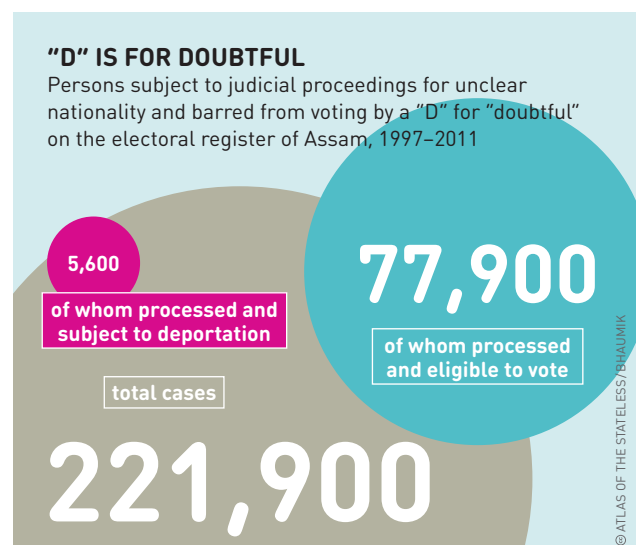 "D" IS FOR DOUBTFUL
Persons subject to judicial proceedings for unclear
nationality and barred from voting by a "D" for "doubtful"
on the electoral register of Assam, 1997–2011
5,600
of whom processed and
subject to deportation
77,900
of whom processed
and eligible to vote
total cases
221,900
🅭 ATLAS OF THE STATELESS/BHAUMIK